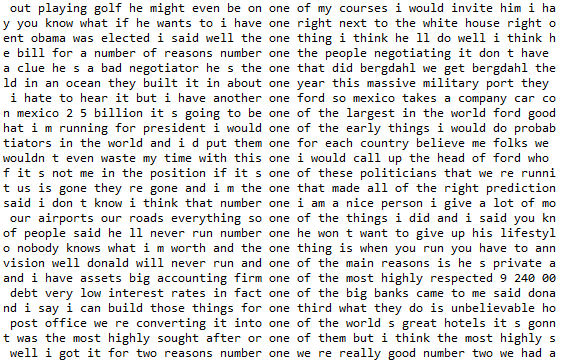 out playing golf he might even be on one of my courses i would invite him i ha
y you know what if he wants to i have one right next to the white house right o
ent obama was elected i said well the one thing i think he ll do well i think h
e bill for a number of reasons number one the people negotiating it don t have
a clue he s a bad negotiator he s the one that did bergdahl we get bergdahl the
ld in an ocean they built it in about one year this massive military port they
i hate to hear it but i have another one ford so mexico takes a company car co
n mexico 2 5 billion it s going to be one of the largest in the world ford good
hat i m running for president i would one of the early things i would do probab
tiators in the world and i d put them one for each country believe me folks we
wouldn t even waste my time with this one i would call up the head of ford who
f it s not me in the position if it s one of these politicians that we re runni
t us is gone they re gone and i m the one that made all of the right prediction
said i don t know i think that number one i am a nice person i give a lot of mo
our airports our roads everything so one of the things i did and i said you kn
of people said he ll never run number one he won t want to give up his lifestyl
o nobody knows what i m worth and the one thing is when you run you have to ann
vision well donald will never run and one of the main reasons is he s private a
and i have assets big accounting firm one of the most highly respected 9 240 00
debt very low interest rates in fact one of the big banks came to me said dona
nd i say i can build those things for one third what they do is unbelievable ho
post office we re converting it into one of the world s great hotels it s gonn
t was the most highly sought after or one of them but i think the most highly s
well i got it for two reasons number one we re really good number two we had a